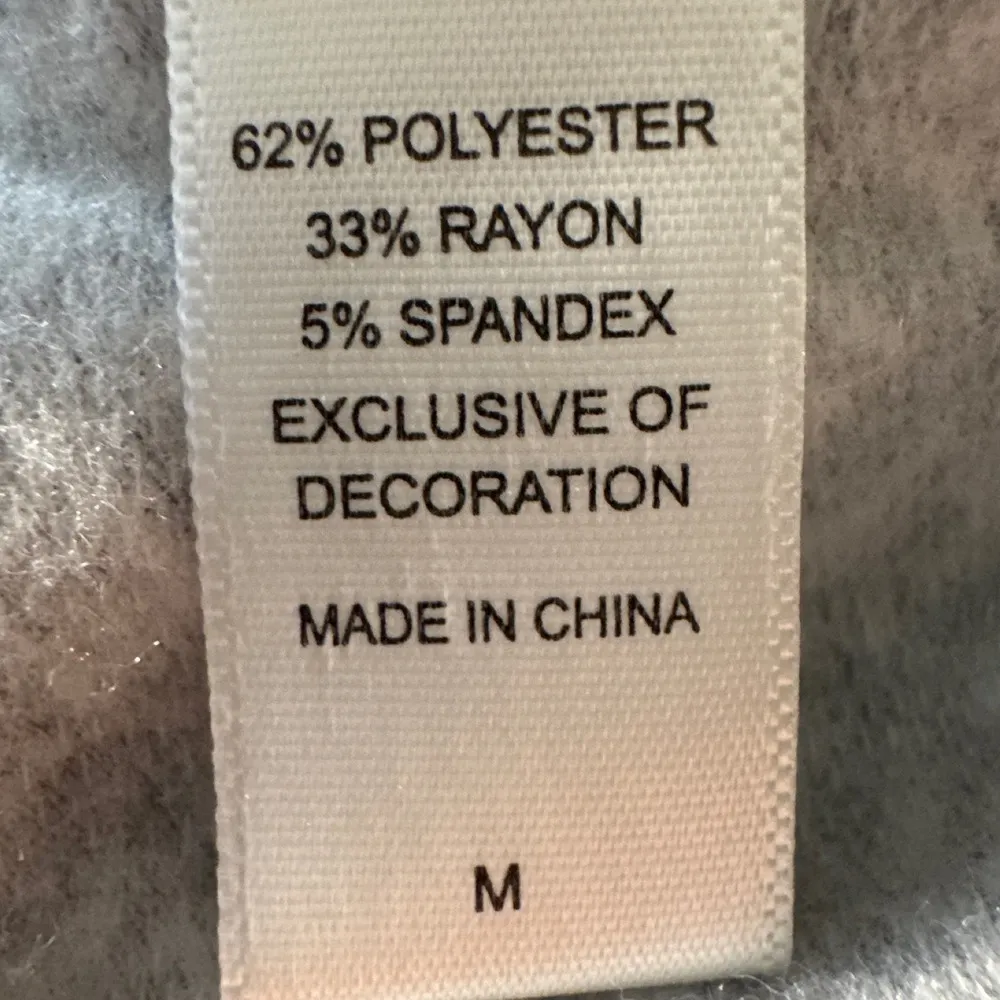 62% POLYESTER
33% RAYON
5% SPANDEX
EXCLUSIVE OF
DECORATION
MADE IN CHINA
M